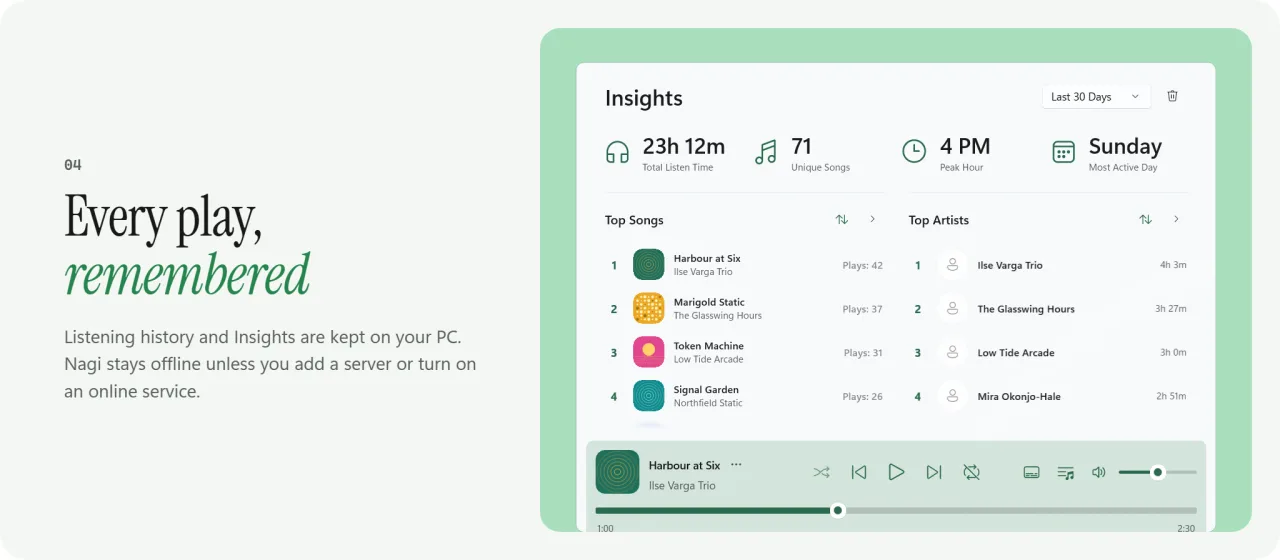 04
Every play,
remembered
Listening history and Insights are kept on your PC.
Nagi stays offline unless you add a server or turn on
an online service.
Insights
Last 30 Days
23h 12m
Total Listen Time
71
Unique Songs
4 PM
Peak Hour
Sunday
Most Active Day
Top Songs
1
Harbour at Six
Ilse Varga Trio
Plays: 42
2
Marigold Static
The Glasswing Hours
Plays: 37
3
Token Machine
Low Tide Arcade
Plays: 31
4
Signal Garden
Northfield Static
Plays: 26
Top Artists
1
Ilse Varga Trio
4h 3m
2
The Glasswing Hours
3h 27m
3
Low Tide Arcade
3h 0m
4
Mira Okonjo-Hale
2h 51m
Harbour at Six
Ilse Varga Trio
1:00
2:30